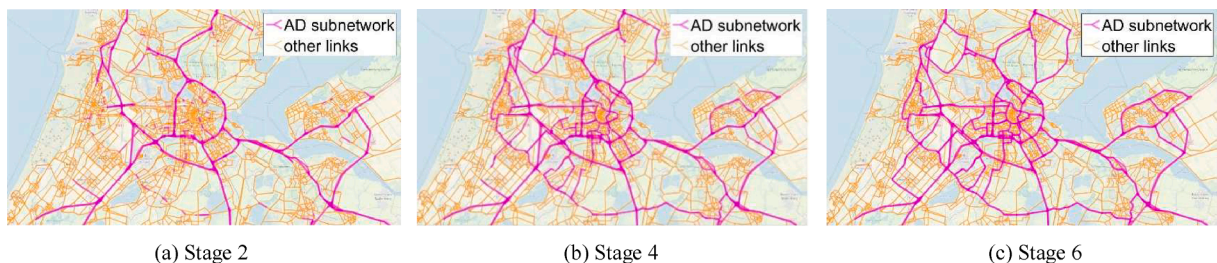 AD subnetwork
other links
AD subnetwork
other links
AD subnetwork
other links
(a) Stage 2
(b) Stage 4
(c) Stage 6